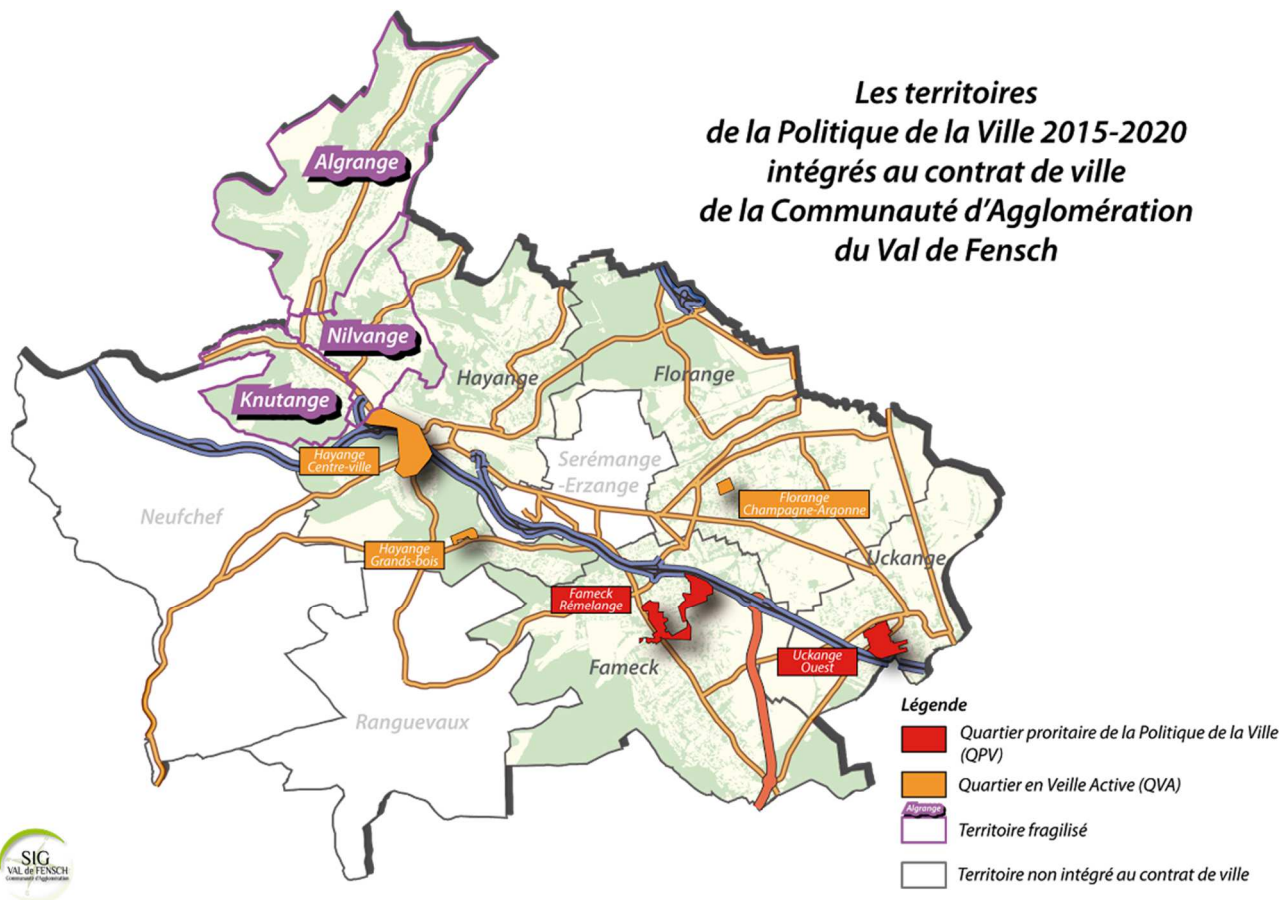 Les territoires
de la Politique de la Ville 2015-2020
intégrés au contrat de ville
de la Communauté d'Agglomération
du Val de Fensch
Algrange
Nilvange
Knutange
Hayange
Florange
Hayange
Centre-ville
Serémange
-Erzange
Florange
Champagne-Argonne
Neufchef
Hayange
Grands-bois
Uckange
Fameck
Rémelange
Uckange
Ouest
Fameck
Ranguevaux
Légende
Quartier proritaire de la Politique de la Ville
(QPV)
Quartier en Veille Active (QVA)
Algrange
Territoire fragilisé
Territoire non intégré au contrat de ville
SIG
VAL de FENSCH
Communauté d'Agglomération